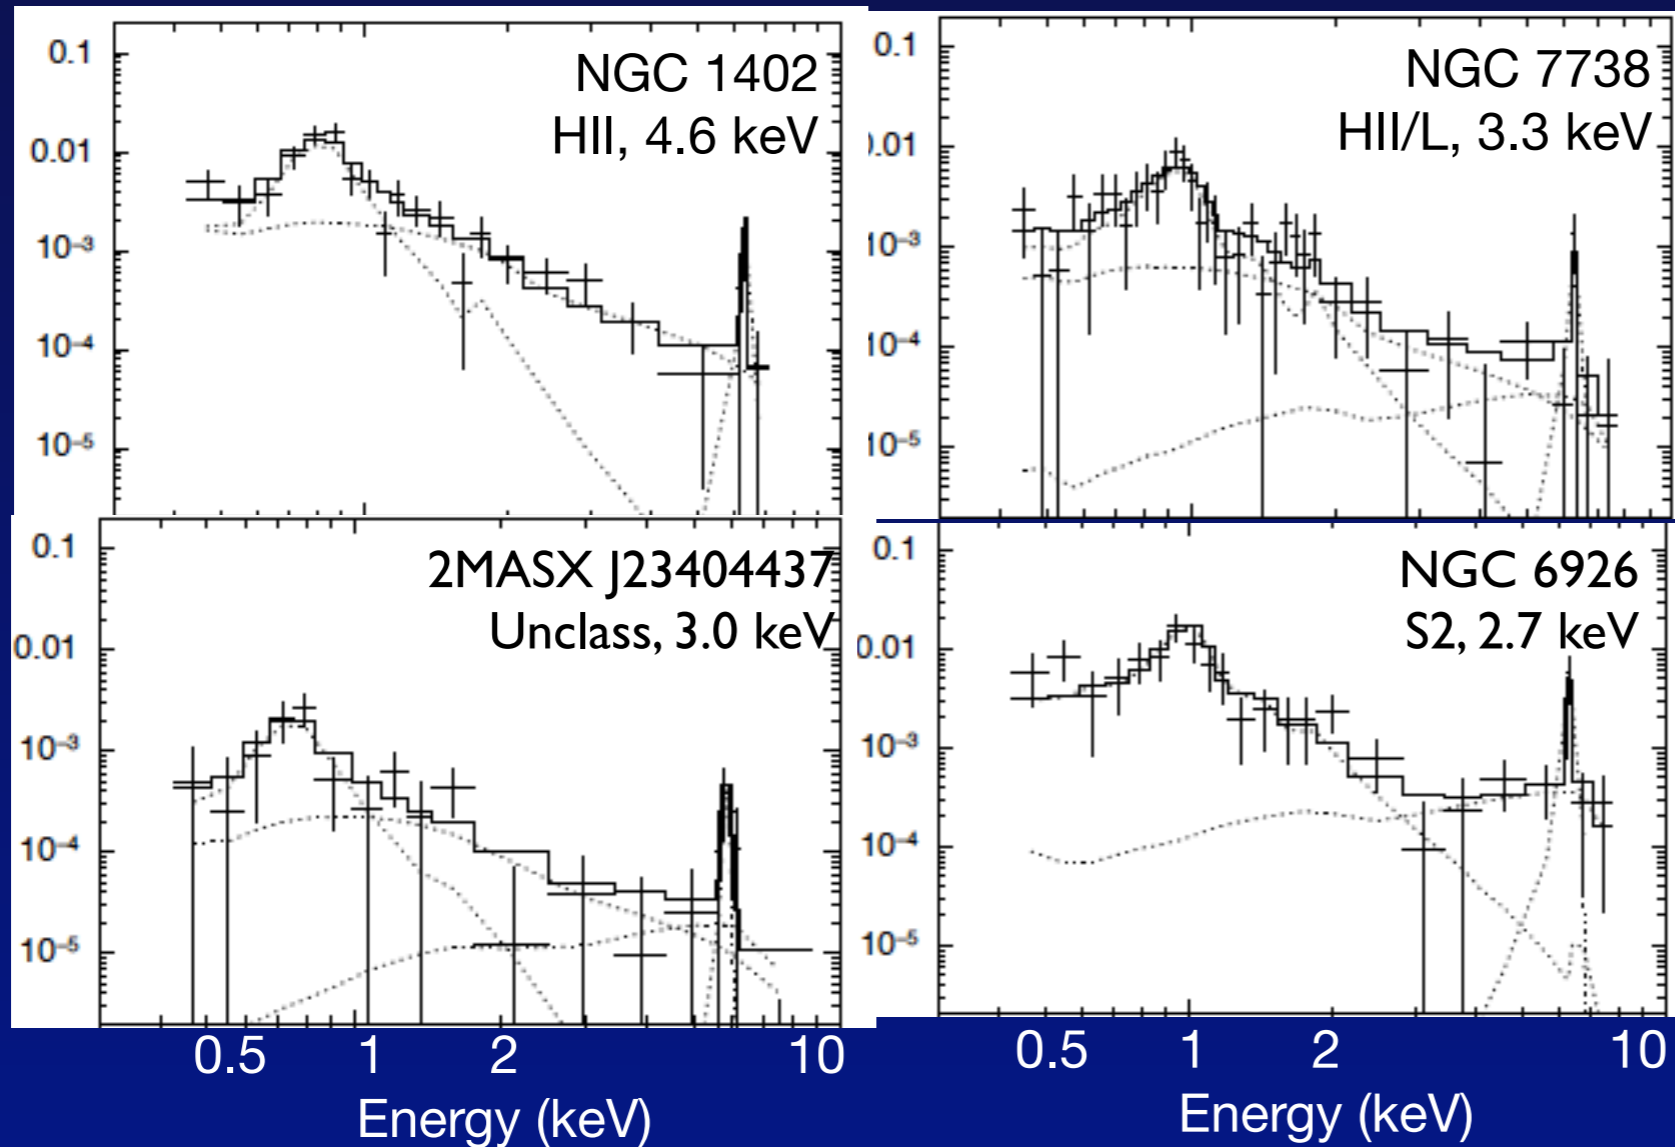 0.1
0.01
10⁻³
10⁻⁴
10⁻⁵
NGC 1402
HII, 4.6 keV
0.1
0.01
10⁻³
10⁻⁴
10⁻⁵
NGC 7738
HII/L, 3.3 keV
0.1
0.01
10⁻³
10⁻⁴
10⁻⁵
2MASX J23404437
Unclass, 3.0 keV
0.5 1 2 10
Energy (keV)
0.1
0.01
10⁻³
10⁻⁴
10⁻⁵
NGC 6926
S2, 2.7 keV
0.5 1 2 10
Energy (keV)